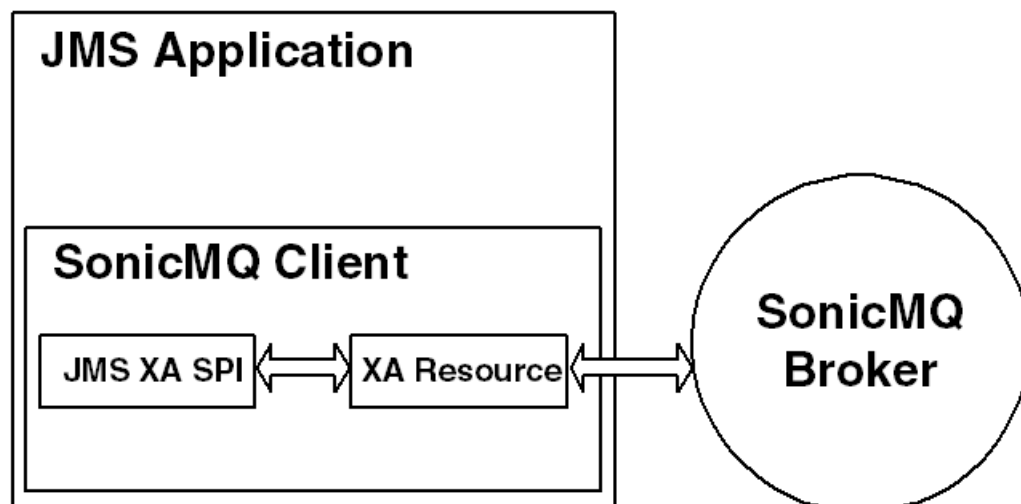 JMS Application
SonicMQ Client
JMS XA SPI
XA Resource
SonicMQ
Broker